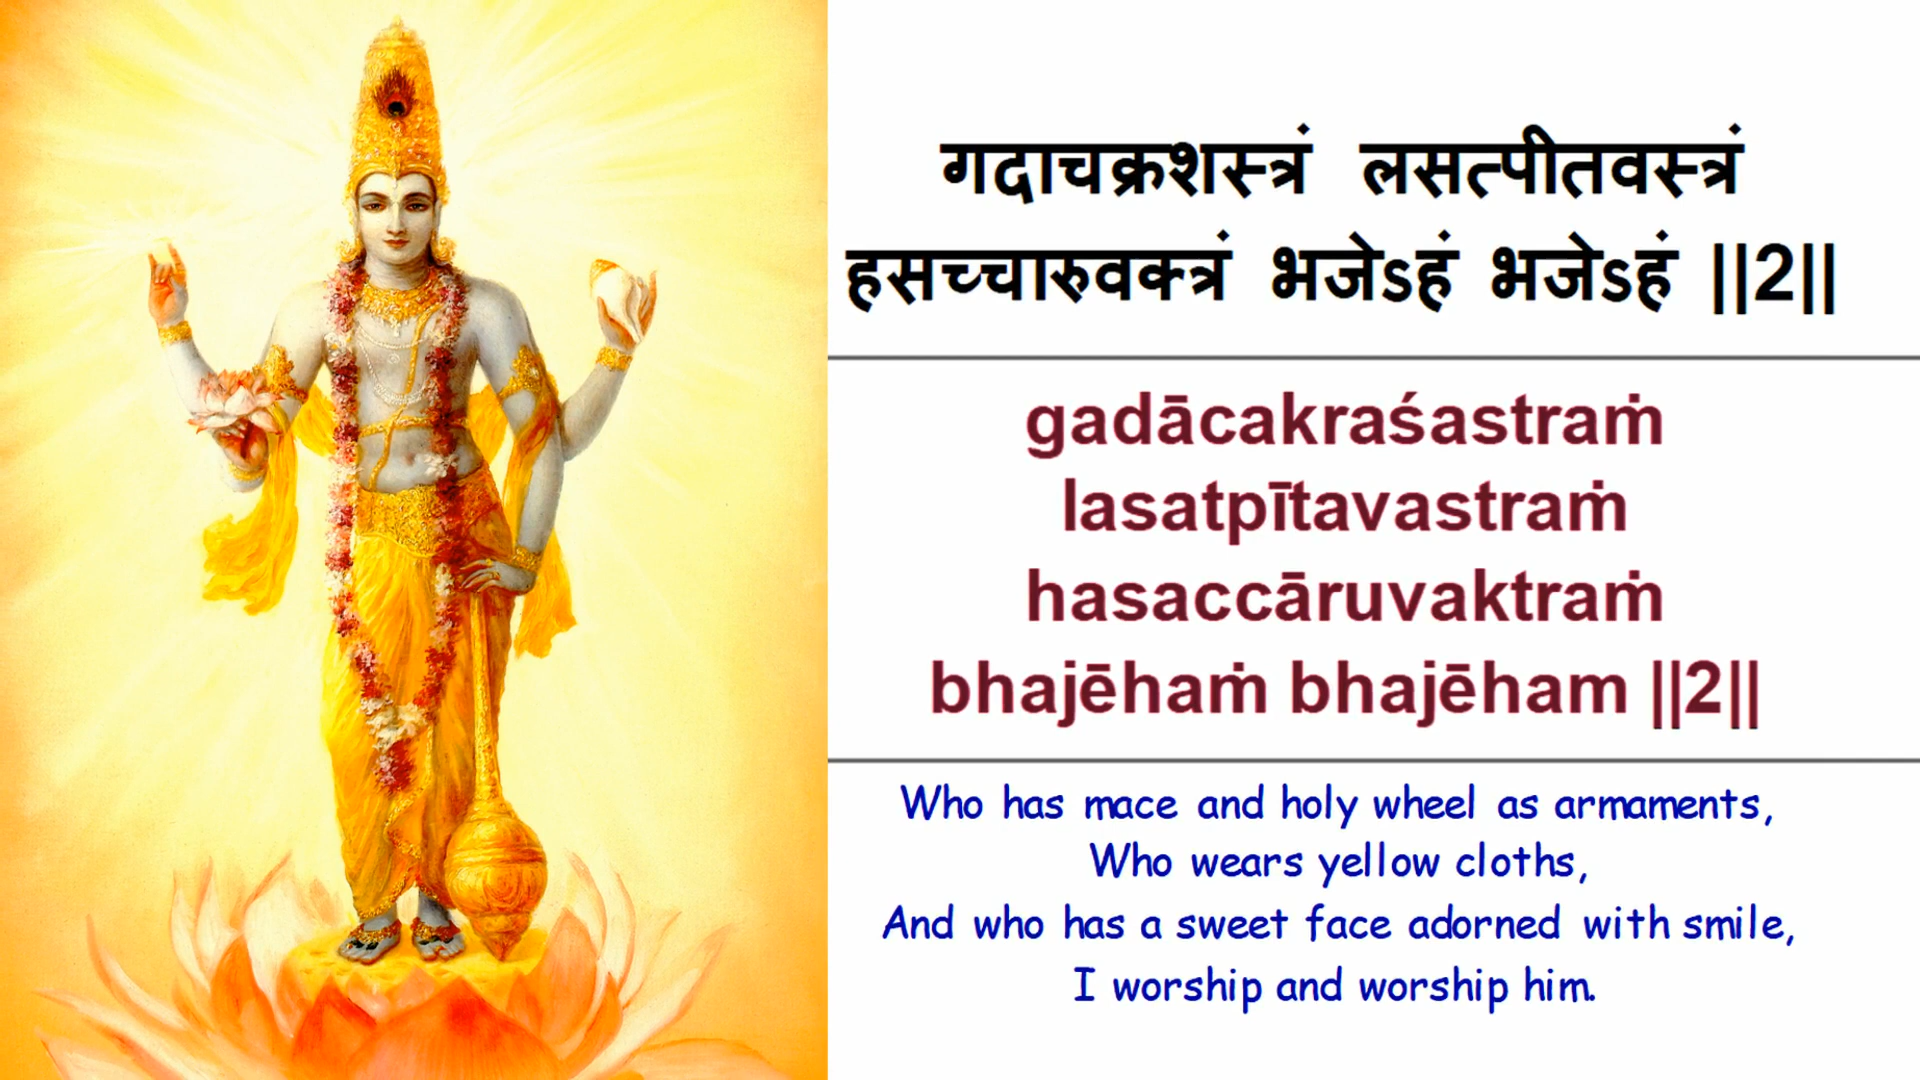 गदाचक्रशस्त्रं लसत्पीतवस्त्रं
हसच्चारुवक्त्रं भजेऽहं भजेऽहं ||2||
gadācakraśastraṁ
lasatpītavastraṁ
hasaccāruvaktraṁ
bhajēhaṁ bhajēham ||2||
Who has mace and holy wheel as armaments,
Who wears yellow cloths,
And who has a sweet face adorned with smile,
I worship and worship him.